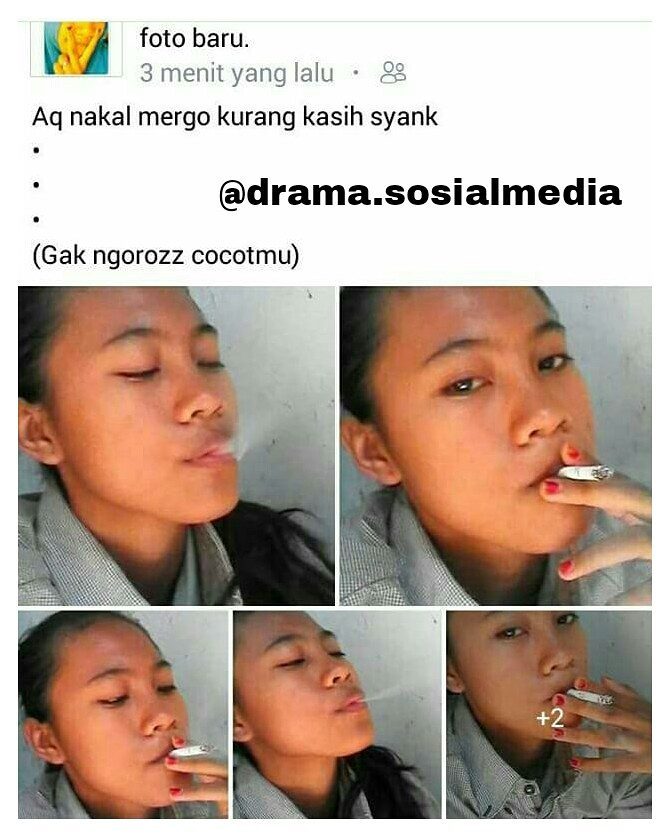 foto baru.
3 menit yang lalu ·
Aq nakal mergo kurang kasih syank
•
•
@drama.sosialmedia
•
(Gak ngorozz cocotmu)
+2